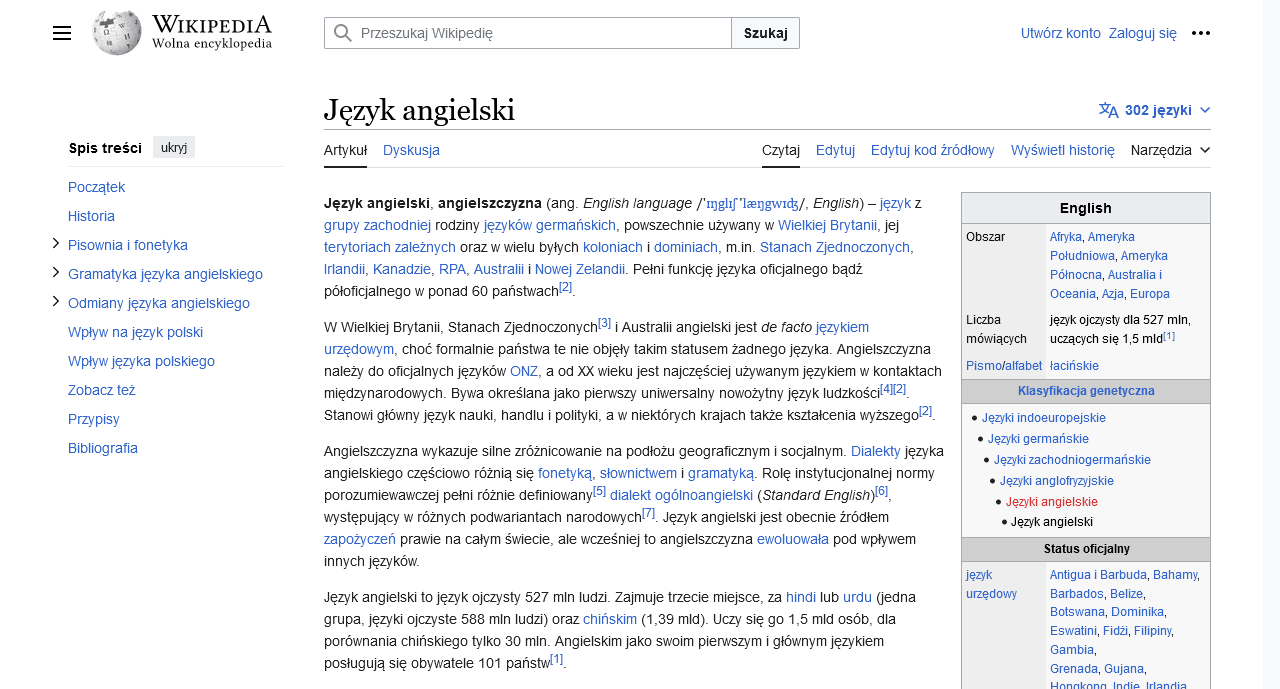 WIKIPEDIA
Wolna encyklopedia
Przeszukaj Wikipedię
Szukaj
Utwórz konto Zaloguj się
Spis treści ukryj
Początek
Historia
Pisownia i fonetyka
Gramatyka języka angielskiego
Odmiany języka angielskiego
Wpływ na język polski
Wpływ języka polskiego
Zobacz też
Przypisy
Bibliografia
Język angielski
302 języki
Artykuł Dyskusja Czytaj Edytuj Edytuj kod źródłowy Wyświetl historię Narzędzia
Język angielski, angielszczyzna (ang. English language /ˈɪŋglɪʃ ˈlæŋgwɪʤ/, English) – język z
grupy zachodniej rodziny języków germańskich, powszechnie używany w Wielkiej Brytanii, jej
terytoriach zależnych oraz w wielu byłych koloniach i dominiach, m.in. Stanach Zjednoczonych,
Irlandii, Kanadzie, RPA, Australii i Nowej Zelandii. Pełni funkcję języka oficjalnego bądź
półoficjalnego w ponad 60 państwach[2].
W Wielkiej Brytanii, Stanach Zjednoczonych[3] i Australii angielski jest de facto językiem
urzędowym, choć formalnie państwa te nie objęły takim statusem żadnego języka. Angielszczyzna
należy do oficjalnych języków ONZ, a od XX wieku jest najczęściej używanym językiem w kontaktach
międzynarodowych. Bywa określana jako pierwszy uniwersalny nowożytny język ludzkości[4][2].
Stanowi główny język nauki, handlu i polityki, a w niektórych krajach także kształcenia wyższego[2].
Angielszczyzna wykazuje silne zróżnicowanie na podłożu geograficznym i socjalnym. Dialekty języka
angielskiego częściowo różnią się fonetyką, słownictwem i gramatyką. Rolę instytucjonalnej normy
porozumiewawczej pełni różnie definiowany[5] dialekt ogólnoangielski (Standard English)[6],
występujący w różnych podwariantach narodowych[7]. Język angielski jest obecnie źródłem
zapożyczeń prawie na całym świecie, ale wcześniej to angielszczyzna ewoluowała pod wpływem
innych języków.
Język angielski to język ojczysty 527 mln ludzi. Zajmuje trzecie miejsce, za hindi lub urdu (jedna
grupa, języki ojczyste 588 mln ludzi) oraz chińskim (1,39 mld). Uczy się go 1,5 mld osób, dla
porównania chińskiego tylko 30 mln. Angielskim jako swoim pierwszym i głównym językiem
posługują się obywatele 101 państw[1].
English
Obszar Afryka, Ameryka
Południowa, Ameryka
Północna, Australia i
Oceania, Azja, Europa
Liczba język ojczysty dla 527 mln,
mówiących uczących się 1,5 mld[1]
Pismo/alfabet łacińskie
Klasyfikacja genetyczna
Języki indoeuropejskie
Języki germańskie
Języki zachodniogermańskie
Języki anglofryzyjskie
Języki angielskie
Język angielski
Status oficjalny
język Antigua i Barbuda, Bahamy,
urzędowy Barbados, Belize,
Botswana, Dominika,
Eswatini, Fidżi, Filipiny,
Gambia,
Grenada, Gujana,
Hongkong, Indie, Irlandia,